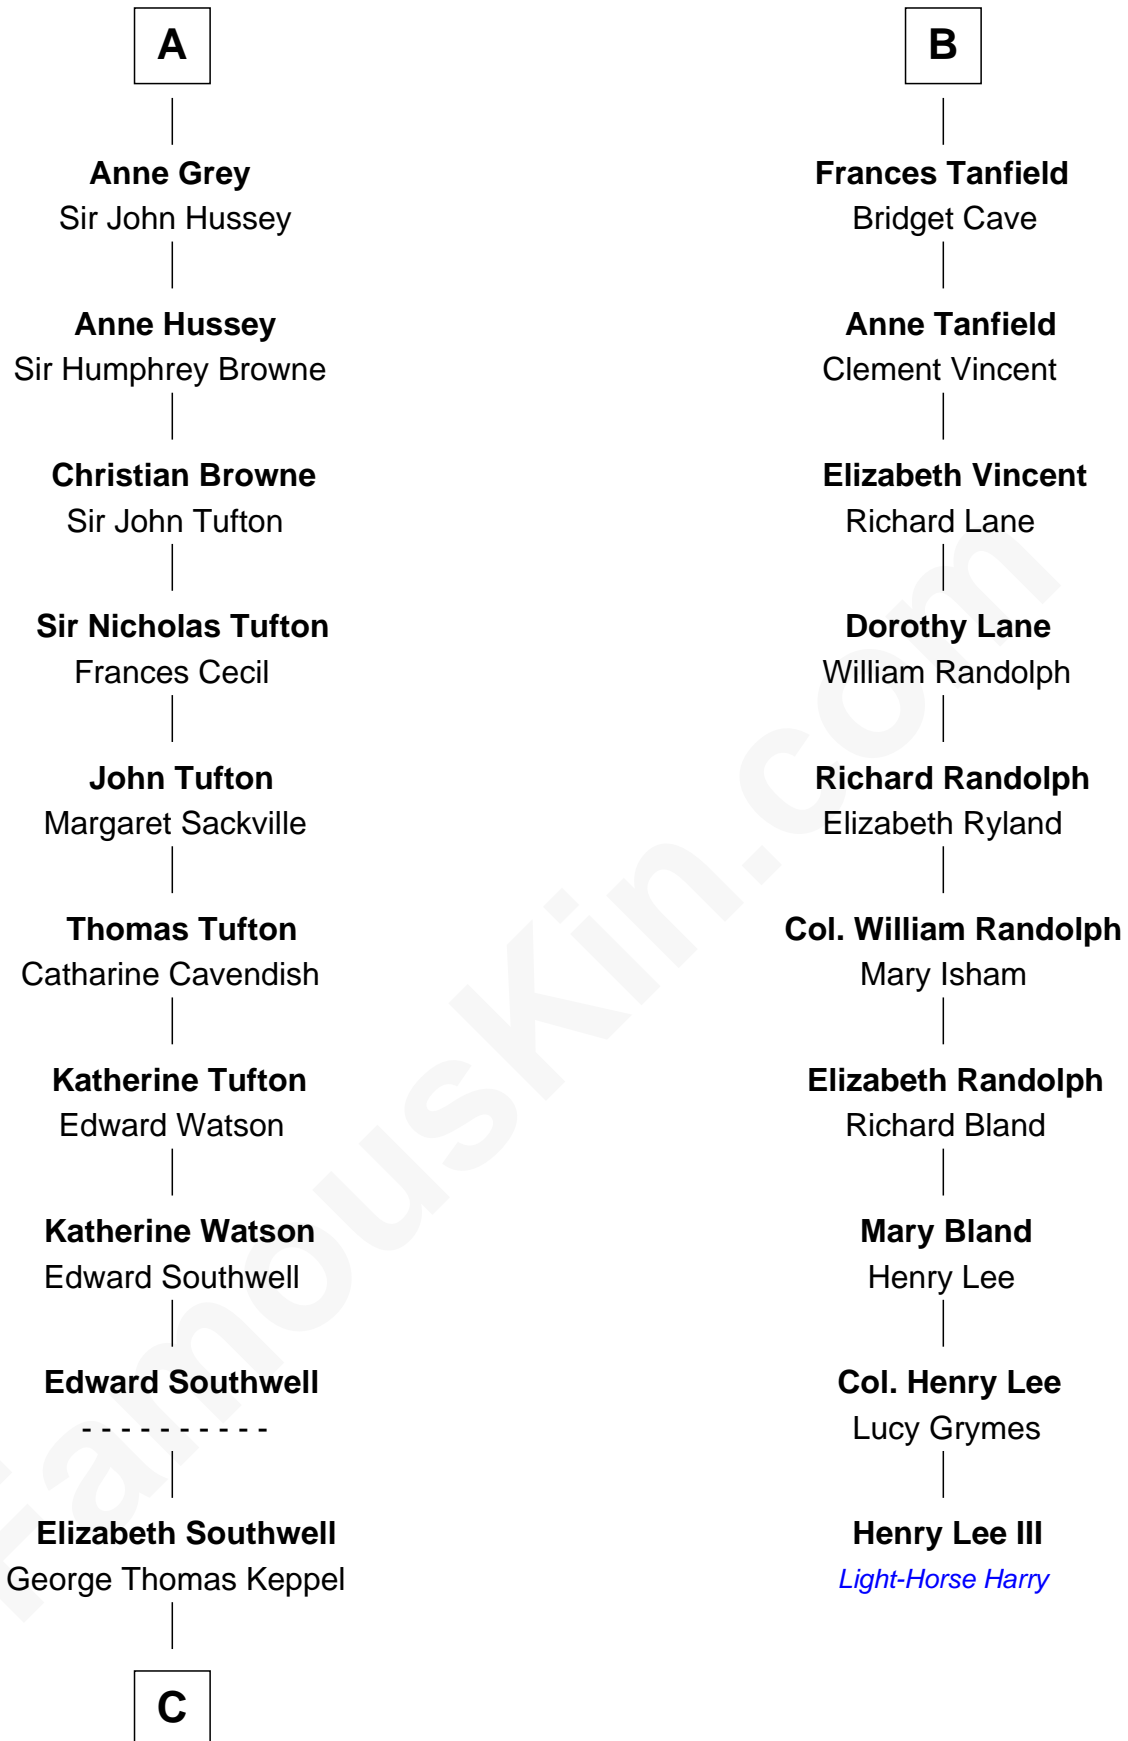 A
Anne Grey
Sir John Hussey
Anne Hussey
Sir Humphrey Browne
Christian Browne
Sir John Tufton
Sir Nicholas Tufton
Frances Cecil
John Tufton
Margaret Sackville
Thomas Tufton
Catharine Cavendish
Katherine Tufton
Edward Watson
Katherine Watson
Edward Southwell
Edward Southwell
- - - - - - - - - -
Elizabeth Southwell
George Thomas Keppel
C
B
Frances Tanfield
Bridget Cave
Anne Tanfield
Clement Vincent
Elizabeth Vincent
Richard Lane
Dorothy Lane
William Randolph
Richard Randolph
Elizabeth Ryland
Col. William Randolph
Mary Isham
Elizabeth Randolph
Richard Bland
Mary Bland
Henry Lee
Col. Henry Lee
Lucy Grymes
Henry Lee III
Light-Horse Harry
FamousKin.com